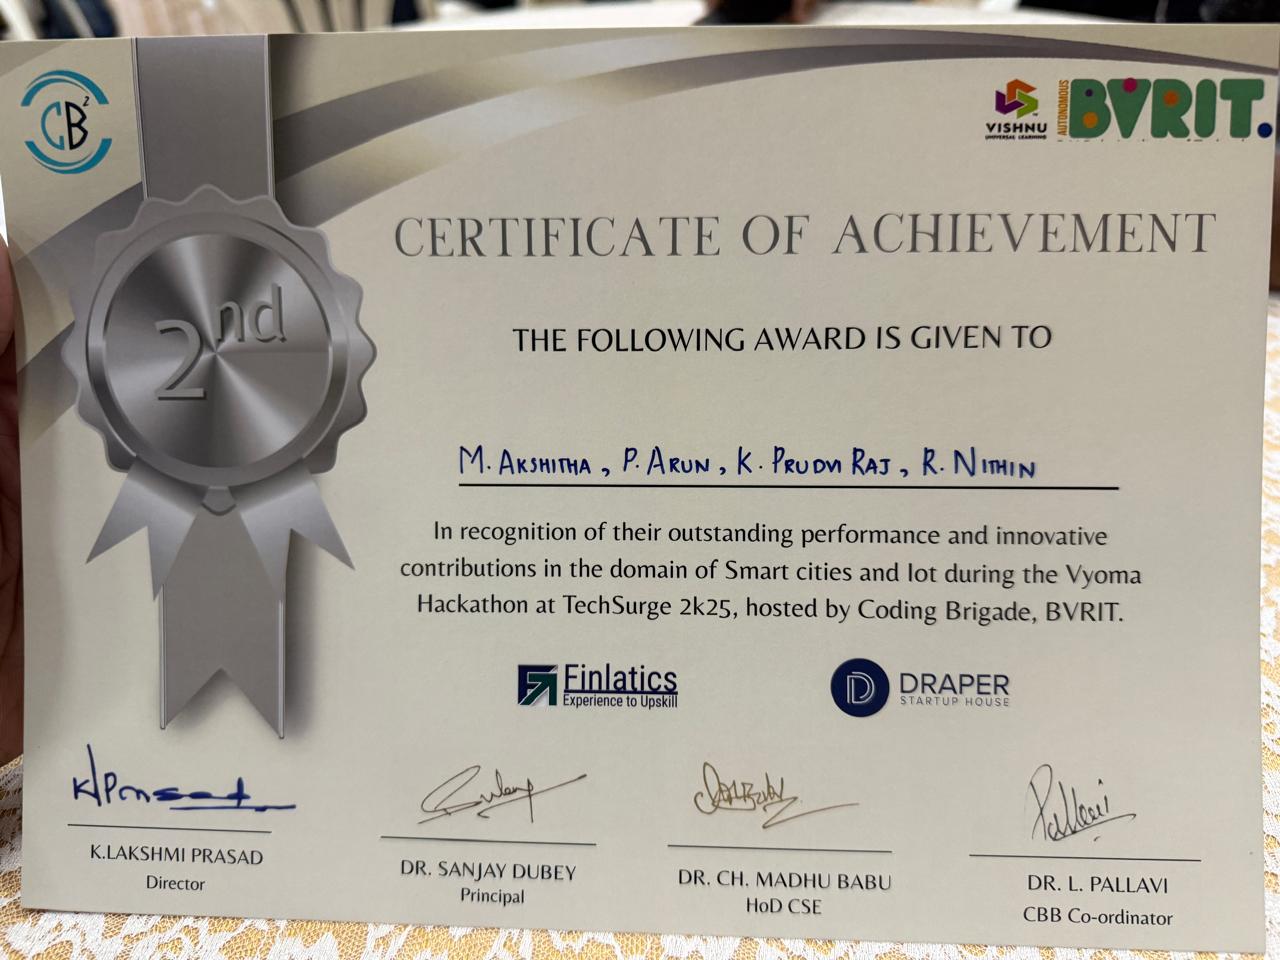 CB²
VISHNU
UNIVERSAL LEARNING
AUTONOMOUS
BVRIT.
CERTIFICATE OF ACHIEVEMENT
2nd
THE FOLLOWING AWARD IS GIVEN TO
M. AKSHITHA, P. ARUN, K. PRUDVI RAJ, R. NITHIN
In recognition of their outstanding performance and innovative
contributions in the domain of Smart cities and Iot during the Vyoma
Hackathon at TechSurge 2k25, hosted by Coding Brigade, BVRIT.
Finlatics
Experience to Upskill
DRAPER
STARTUP HOUSE
Pallavi
K.LAKSHMI PRASAD
Director
DR. SANJAY DUBEY
Principal
DR. CH. MADHU BABU
HoD CSE
DR. L. PALLAVI
CBB Co-ordinator